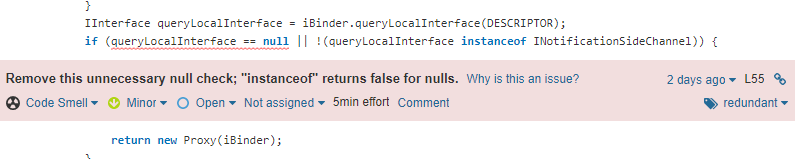 }
IInterface queryLocalInterface = iBinder.queryLocalInterface(DESCRIPTOR);
if (queryLocalInterface == null || !(queryLocalInterface instanceof INotificationSideChannel)) {
Remove this unnecessary null check; "instanceof" returns false for nulls. Why is this an issue? 2 days ago L55
Code Smell Minor Open Not assigned 5min effort Comment redundant
return new Proxy(iBinder);
}